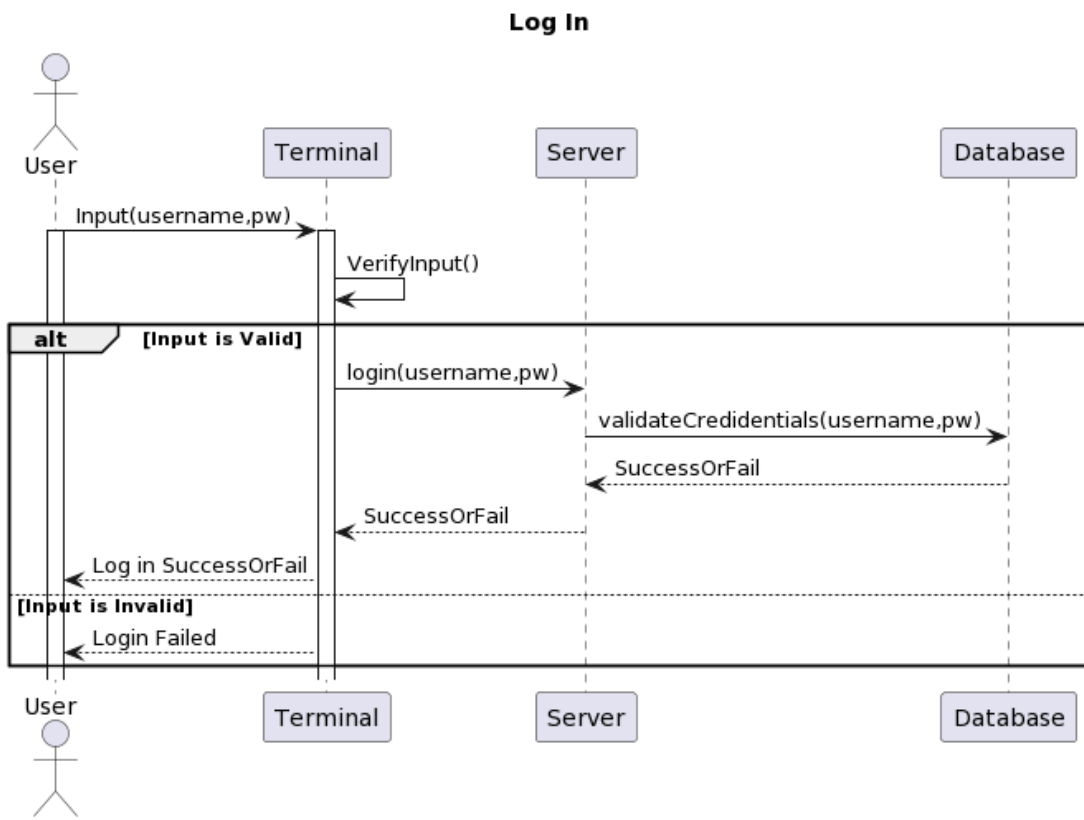 Log In
User
Terminal
Server
Database
Input(username,pw)
VerifyInput()
alt
[Input is Valid]
login(username,pw)
validateCredidentials(username,pw)
SuccessOrFail
SuccessOrFail
Log in SuccessOrFail
[Input is Invalid]
Login Failed
User
Terminal
Server
Database